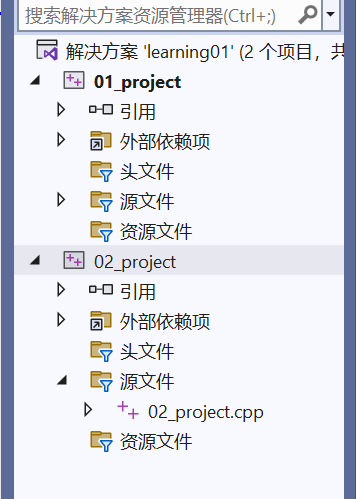 搜索解决方案资源管理器(Ctrl+;)
解决方案 'learning01' (2 个项目，共
01_project
引用
外部依赖项
头文件
源文件
资源文件
02_project
引用
外部依赖项
头文件
源文件
02_project.cpp
资源文件